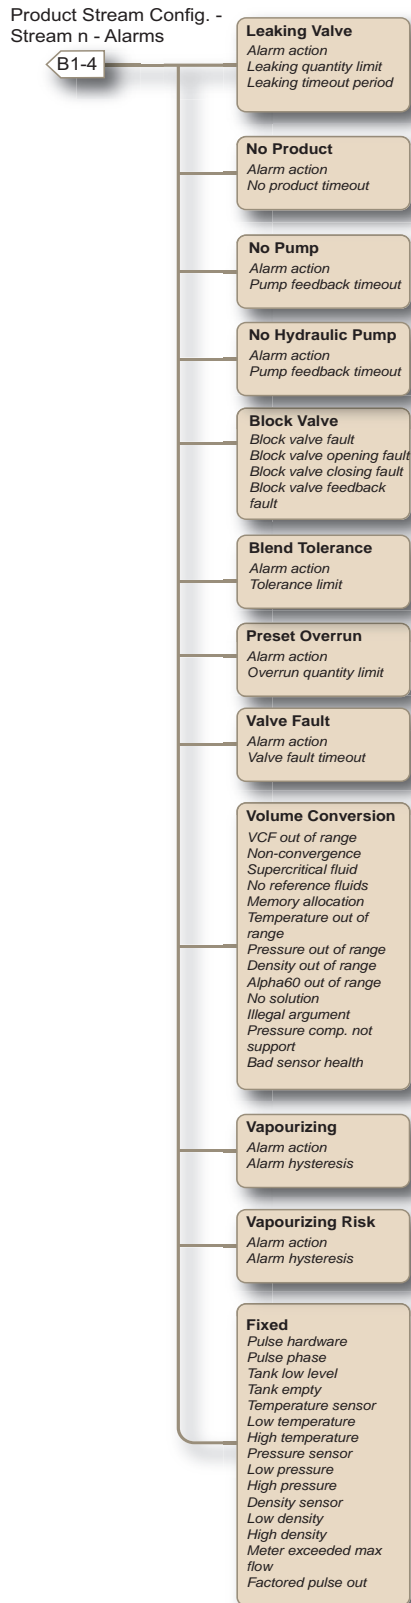 Product Stream Config. -
Stream n - Alarms
B1-4
Leaking Valve
Alarm action
Leaking quantity limit
Leaking timeout period
No Product
Alarm action
No product timeout
No Pump
Alarm action
Pump feedback timeout
No Hydraulic Pump
Alarm action
Pump feedback timeout
Block Valve
Block valve fault
Block valve opening fault
Block valve closing fault
Block valve feedback
fault
Blend Tolerance
Alarm action
Tolerance limit
Preset Overrun
Alarm action
Overrun quantity limit
Valve Fault
Alarm action
Valve fault timeout
Volume Conversion
VCF out of range
Non-convergence
Supercritical fluid
No reference fluids
Memory allocation
Temperature out of
range
Pressure out of range
Density out of range
Alpha60 out of range
No solution
Illegal argument
Pressure comp. not
support
Bad sensor health
Vapourizing
Alarm action
Alarm hysteresis
Vapourizing Risk
Alarm action
Alarm hysteresis
Fixed
Pulse hardware
Pulse phase
Tank low level
Tank empty
Temperature sensor
Low temperature
High temperature
Pressure sensor
Low pressure
High pressure
Density sensor
Low density
High density
Meter exceeded max
flow
Factored pulse out